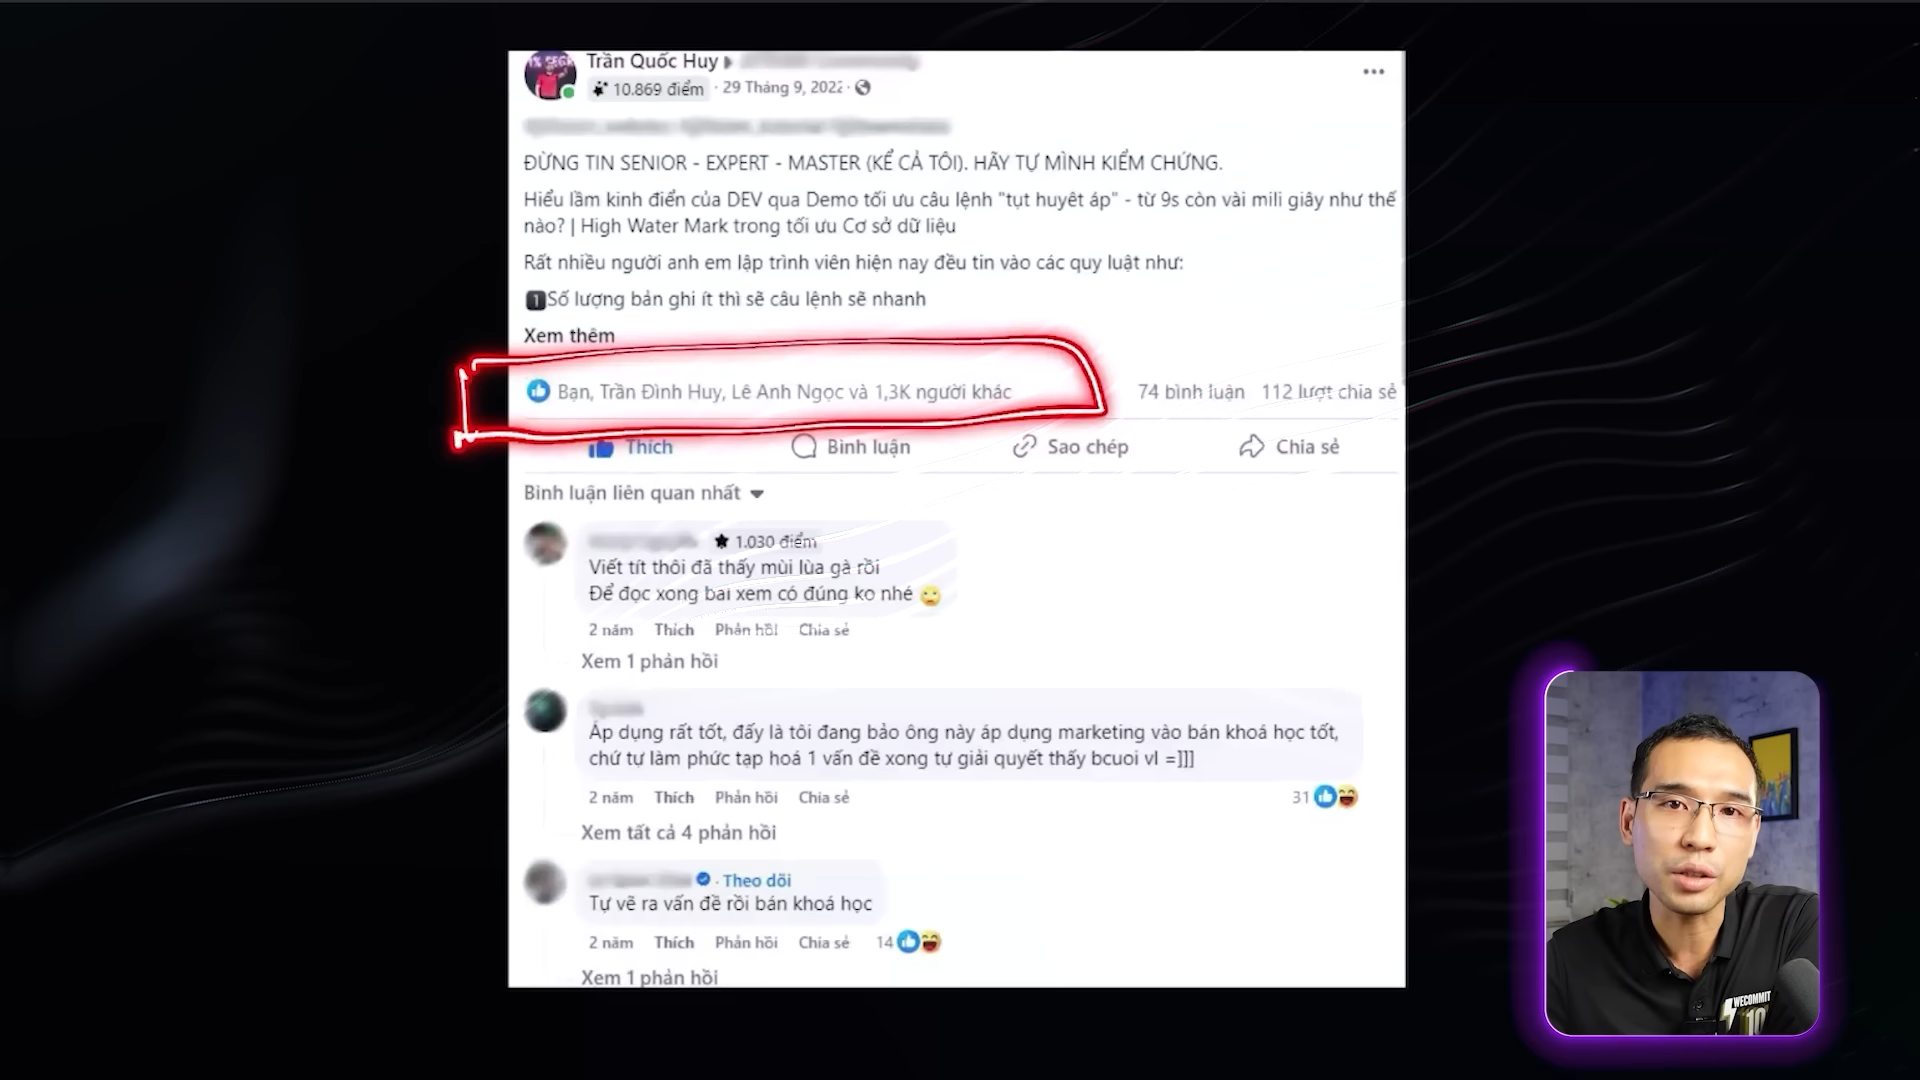 Trần Quốc Huy
10.869 điểm · 29 Tháng 9, 2022 ·
ĐỪNG TIN SENIOR - EXPERT - MASTER (KỂ CẢ TÔI). HÃY TỰ MÌNH KIỂM CHỨNG.
Hiểu lầm kinh điển của DEV qua Demo tối ưu câu lệnh "tụt huyêt áp" - từ 9s còn vài mili giây như thế
nào? | High Water Mark trong tối ưu Cơ sở dữ liệu
Rất nhiều người anh em lập trình viên hiện nay đều tin vào các quy luật như:
1 Số lượng bản ghi ít thì sẽ câu lệnh sẽ nhanh
Xem thêm
Bạn, Trần Đình Huy, Lê Anh Ngọc và 1,3K người khác 74 bình luận 112 lượt chia sẻ
Thích Bình luận Sao chép Chia sẻ
Bình luận liên quan nhất
1.030 điểm
Viết tít thôi đã thấy mùi lùa gà rồi
Để đọc xong bai xem có đúng ko nhé
2 năm Thích Phản hồi Chia sẻ
Xem 1 phản hồi
Áp dụng rất tốt, đấy là tôi đang bảo ông này áp dụng marketing vào bán khoá học tốt,
chứ tự làm phức tạp hoá 1 vấn đề xong tự giải quyết thấy bcuoi vl =]]]
2 năm Thích Phản hồi Chia sẻ 31
Xem tất cả 4 phản hồi
· Theo dõi
Tự vẽ ra vấn đề rồi bán khoá học
2 năm Thích Phản hồi Chia sẻ 14
Xem 1 phản hồi
WECOMMIT
10